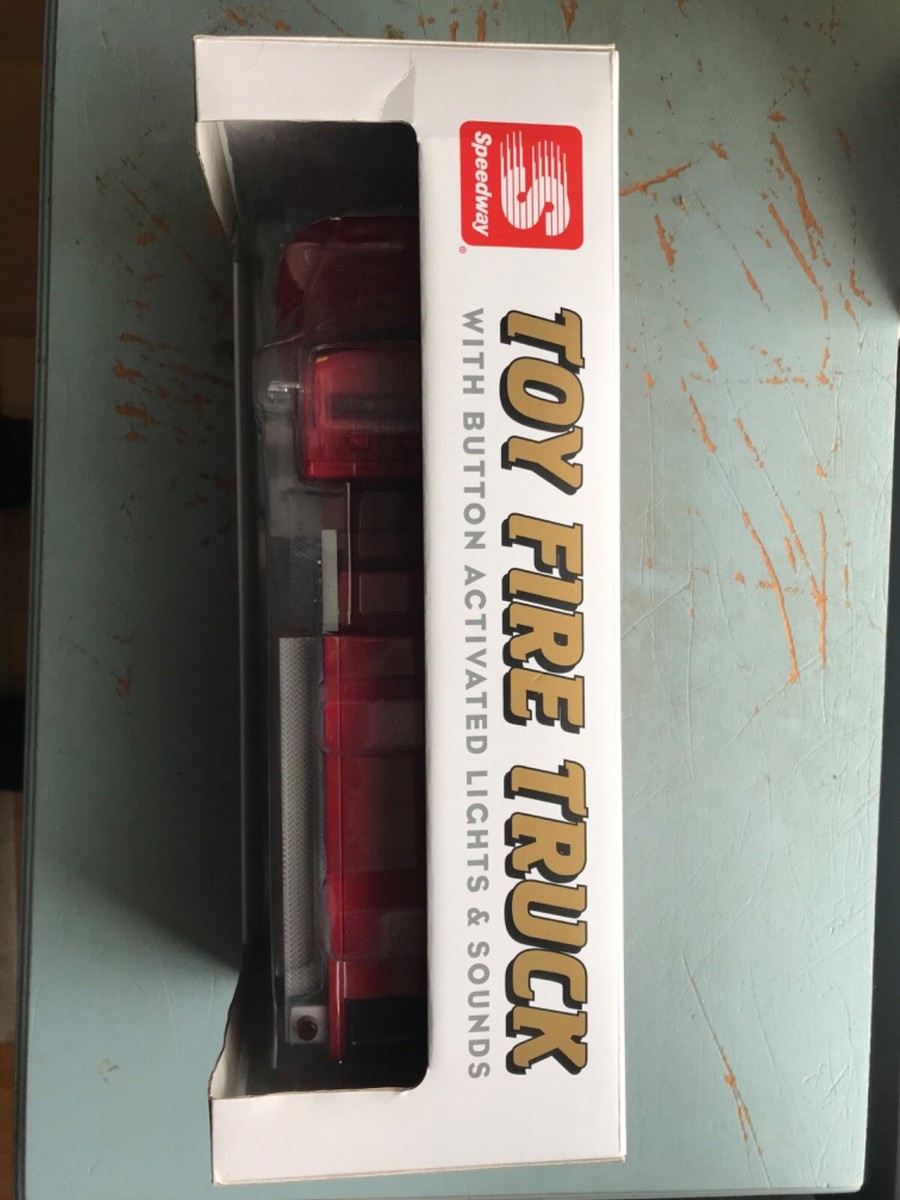 Speedway®
TOY FIRE TRUCK
WITH BUTTON ACTIVATED LIGHTS & SOUNDS